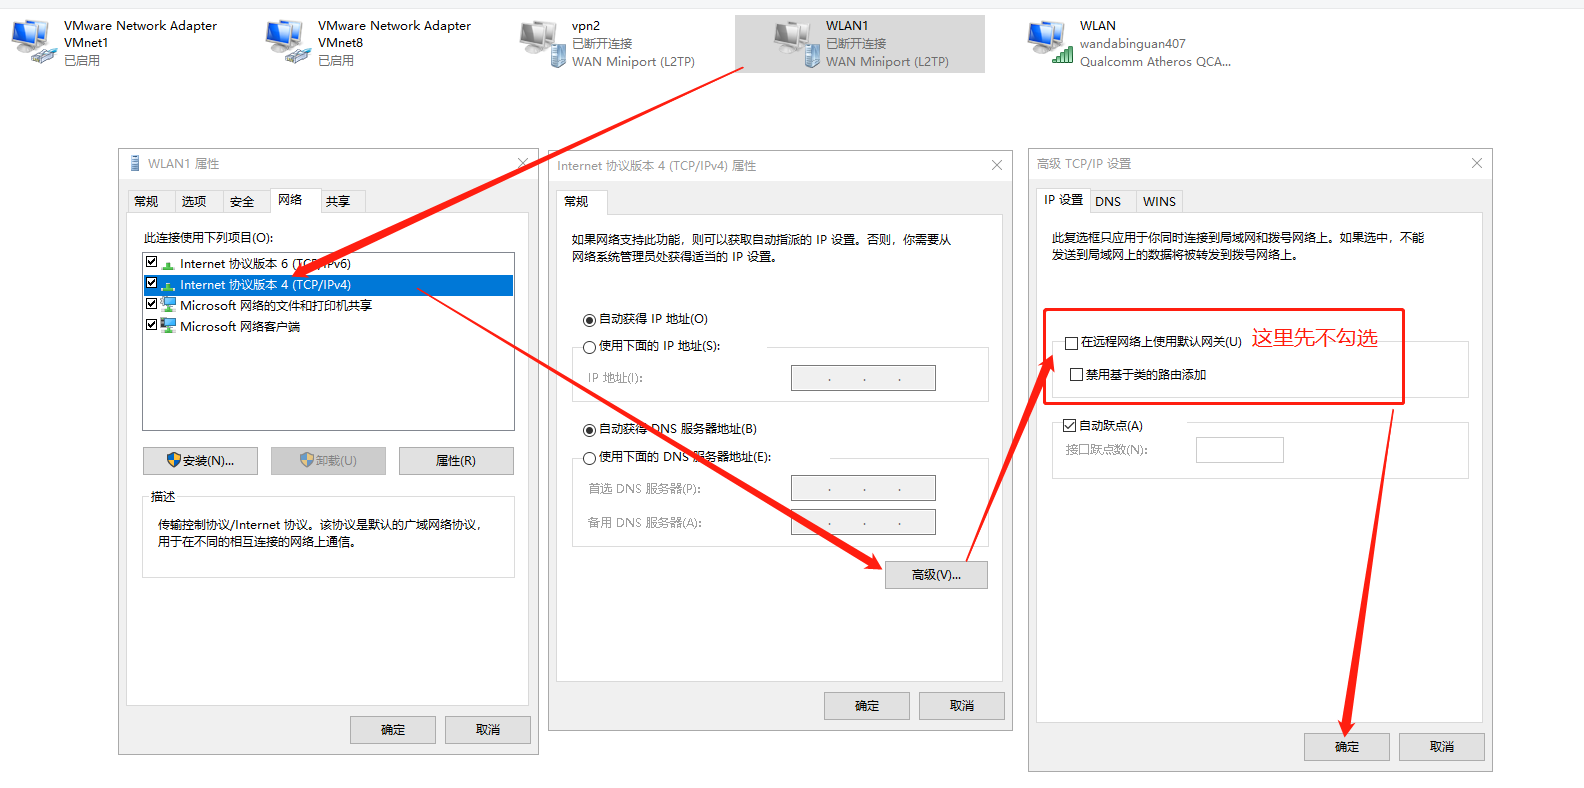 VMware Network Adapter
VMnet1
已启用
VMware Network Adapter
VMnet8
已启用
vpn2
已断开连接
WAN Miniport (L2TP)
WLAN1
已断开连接
WAN Miniport (L2TP)
WLAN
wandabinguan407
Qualcomm Atheros QCA...
WLAN1 属性
常规
选项
安全
网络
共享
此连接使用下列项目(O):
Internet 协议版本 6 (TCP/IPv6)
Internet 协议版本 4 (TCP/IPv4)
Microsoft 网络的文件和打印机共享
Microsoft 网络客户端
安装(N)...
卸载(U)
属性(R)
描述
传输控制协议/Internet 协议。该协议是默认的广域网络协议，
用于在不同的相互连接的网络上通信。
确定
取消
Internet 协议版本 4 (TCP/IPv4) 属性
常规
如果网络支持此功能，则可以获取自动指派的 IP 设置。否则，你需要从
网络系统管理员处获得适当的 IP 设置。
自动获得 IP 地址(O)
使用下面的 IP 地址(S):
IP 地址(I):
自动获得 DNS 服务器地址(B)
使用下面的 DNS 服务器地址(E):
首选 DNS 服务器(P):
备用 DNS 服务器(A):
高级(V)...
确定
取消
高级 TCP/IP 设置
IP 设置
DNS
WINS
此复选框只应用于你同时连接到局域网和拨号网络上。如果选中，不能
发送到局域网上的数据将被转发到拨号网络上。
在远程网络上使用默认网关(U)
这里先不勾选
禁用基于类的路由添加
自动跃点(A)
接口跃点数(N):
确定
取消